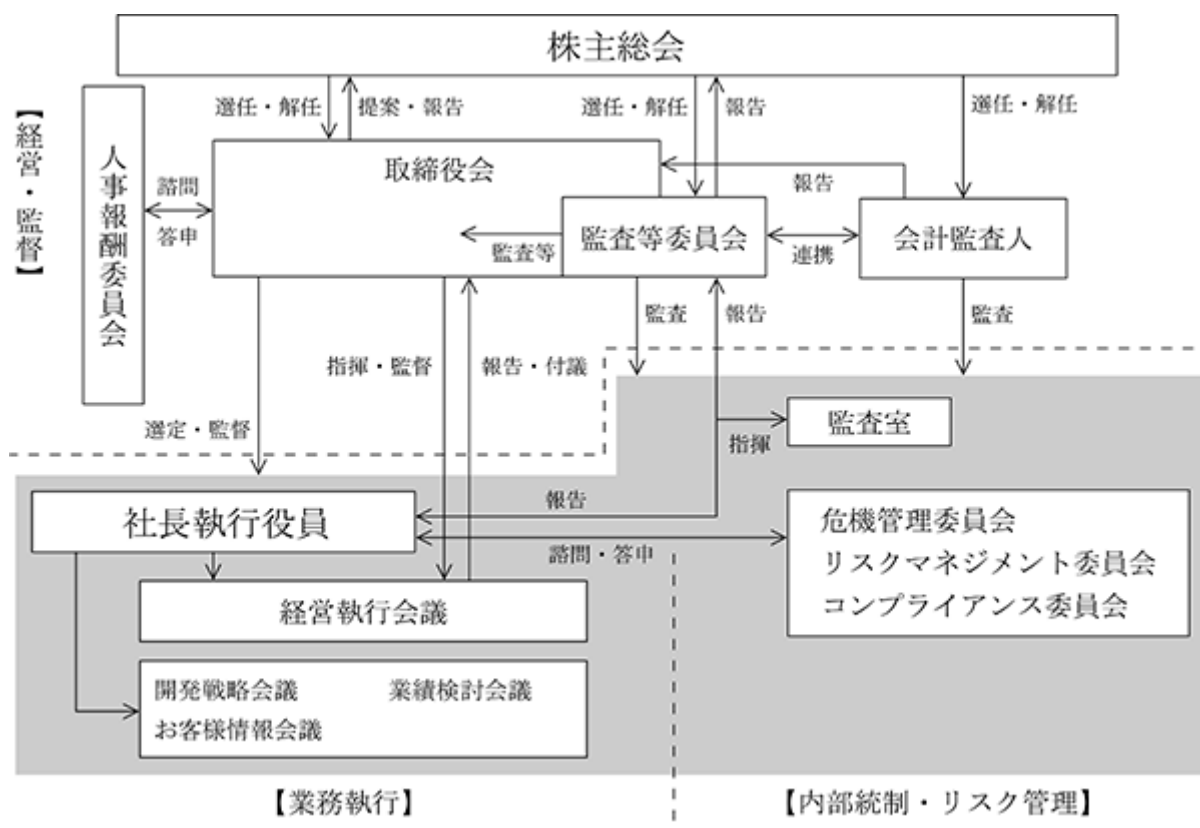 株主総会
選任・解任
提案・報告
選任・解任
報告
選任・解任
【経営・監督】
人事報酬委員会
諮問
答申
取締役会
監査等
監査等委員会
報告
連携
会計監査人
監査
報告
監査
指揮・監督
報告・付議
選定・監督
監査室
指揮
社長執行役員
報告
諮問・答申
危機管理委員会
リスクマネジメント委員会
コンプライアンス委員会
経営執行会議
開発戦略会議 業績検討会議
お客様情報会議
【業務執行】
【内部統制・リスク管理】